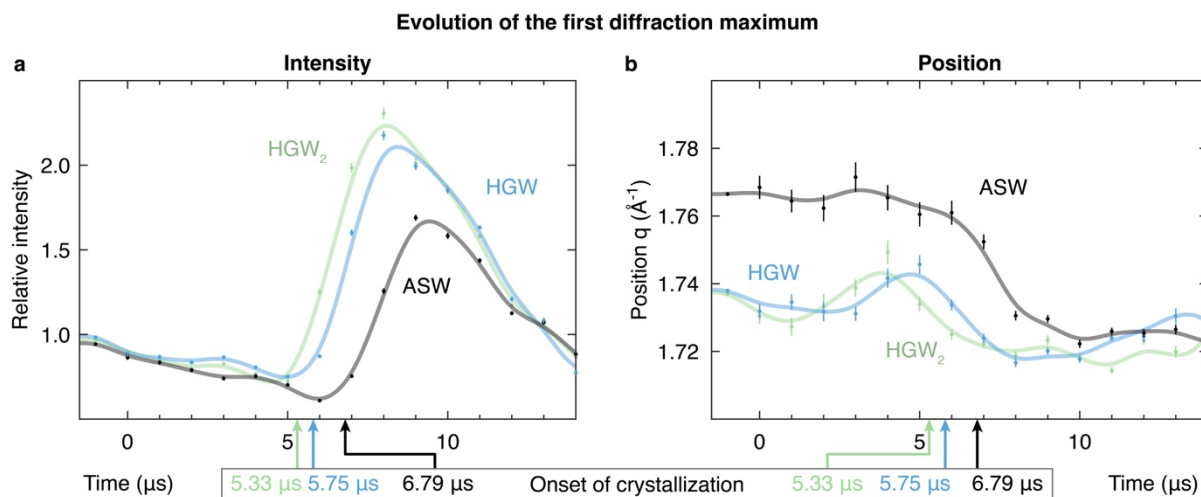 Evolution of the first diffraction maximum
a
Intensity
Relative intensity
2.0
1.0
HGW₂
HGW
ASW
0
5
10
b
Position
Position q (Å⁻¹)
1.78
1.76
1.74
1.72
ASW
HGW
HGW₂
0
5
10
Time (µs)
5.33 µs
5.75 µs
6.79 µs
Onset of crystallization
5.33 µs
5.75 µs
6.79 µs
Time (µs)